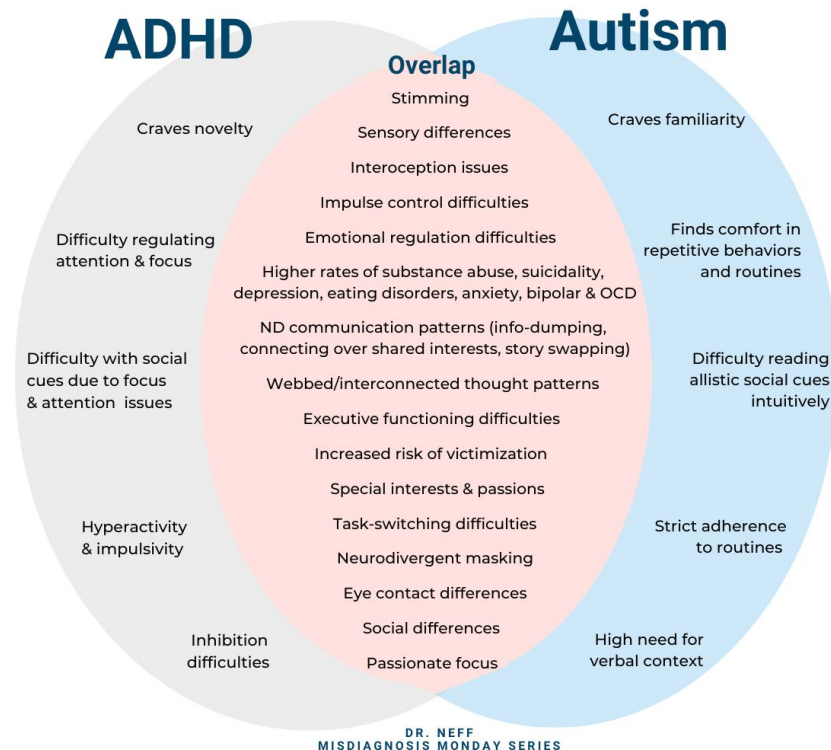 ADHD
Autism
Overlap
Craves novelty
Difficulty regulating
attention & focus
Difficulty with social
cues due to focus
& attention issues
Hyperactivity
& impulsivity
Inhibition
difficulties
Stimming
Sensory differences
Interoception issues
Impulse control difficulties
Emotional regulation difficulties
Higher rates of substance abuse, suicidality,
depression, eating disorders, anxiety, bipolar & OCD
ND communication patterns (info-dumping,
connecting over shared interests, story swapping)
Webbed/interconnected thought patterns
Executive functioning difficulties
Increased risk of victimization
Special interests & passions
Task-switching difficulties
Neurodivergent masking
Eye contact differences
Social differences
Passionate focus
Craves familiarity
Finds comfort in
repetitive behaviors
and routines
Difficulty reading
allistic social cues
intuitively
Strict adherence
to routines
High need for
verbal context
DR. NEFF
MISDIAGNOSIS MONDAY SERIES